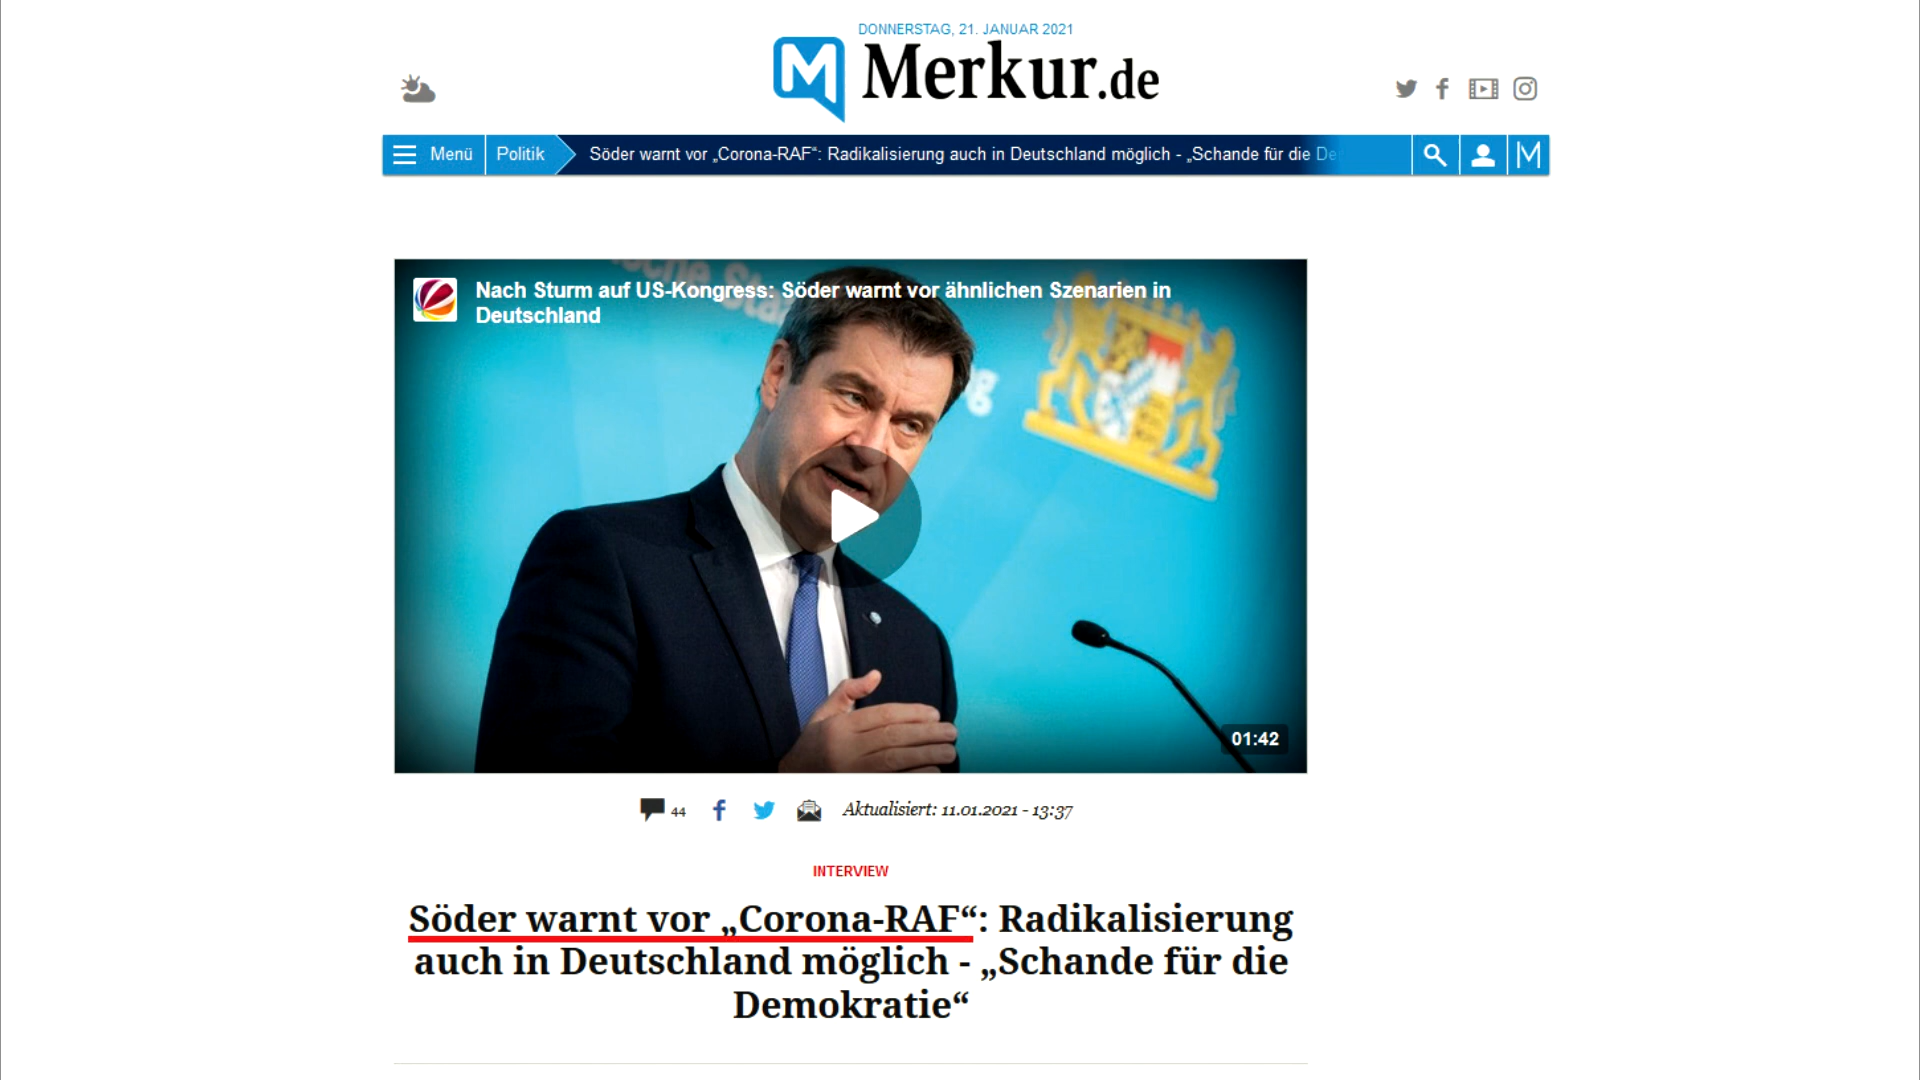 DONNERSTAG, 21. JANUAR 2021
Merkur.de
Menü
Politik
Söder warnt vor „Corona-RAF“: Radikalisierung auch in Deutschland möglich - „Schande für die De
Nach Sturm auf US-Kongress: Söder warnt vor ähnlichen Szenarien in
Deutschland
01:42
44
Aktualisiert: 11.01.2021 - 13:37
INTERVIEW
Söder warnt vor „Corona-RAF“: Radikalisierung
auch in Deutschland möglich - „Schande für die
Demokratie“